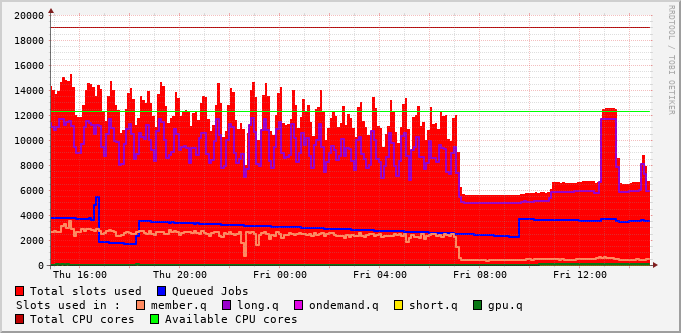 20000
18000
16000
14000
12000
10000
8000
6000
4000
2000
0
Thu 16:00 Thu 20:00 Fri 00:00 Fri 04:00 Fri 08:00 Fri 12:00
RRDTOOL / TOBI OETIKER
Total slots used Queued Jobs
Slots used in : member.q long.q ondemand.q short.q gpu.q
Total CPU cores Available CPU cores